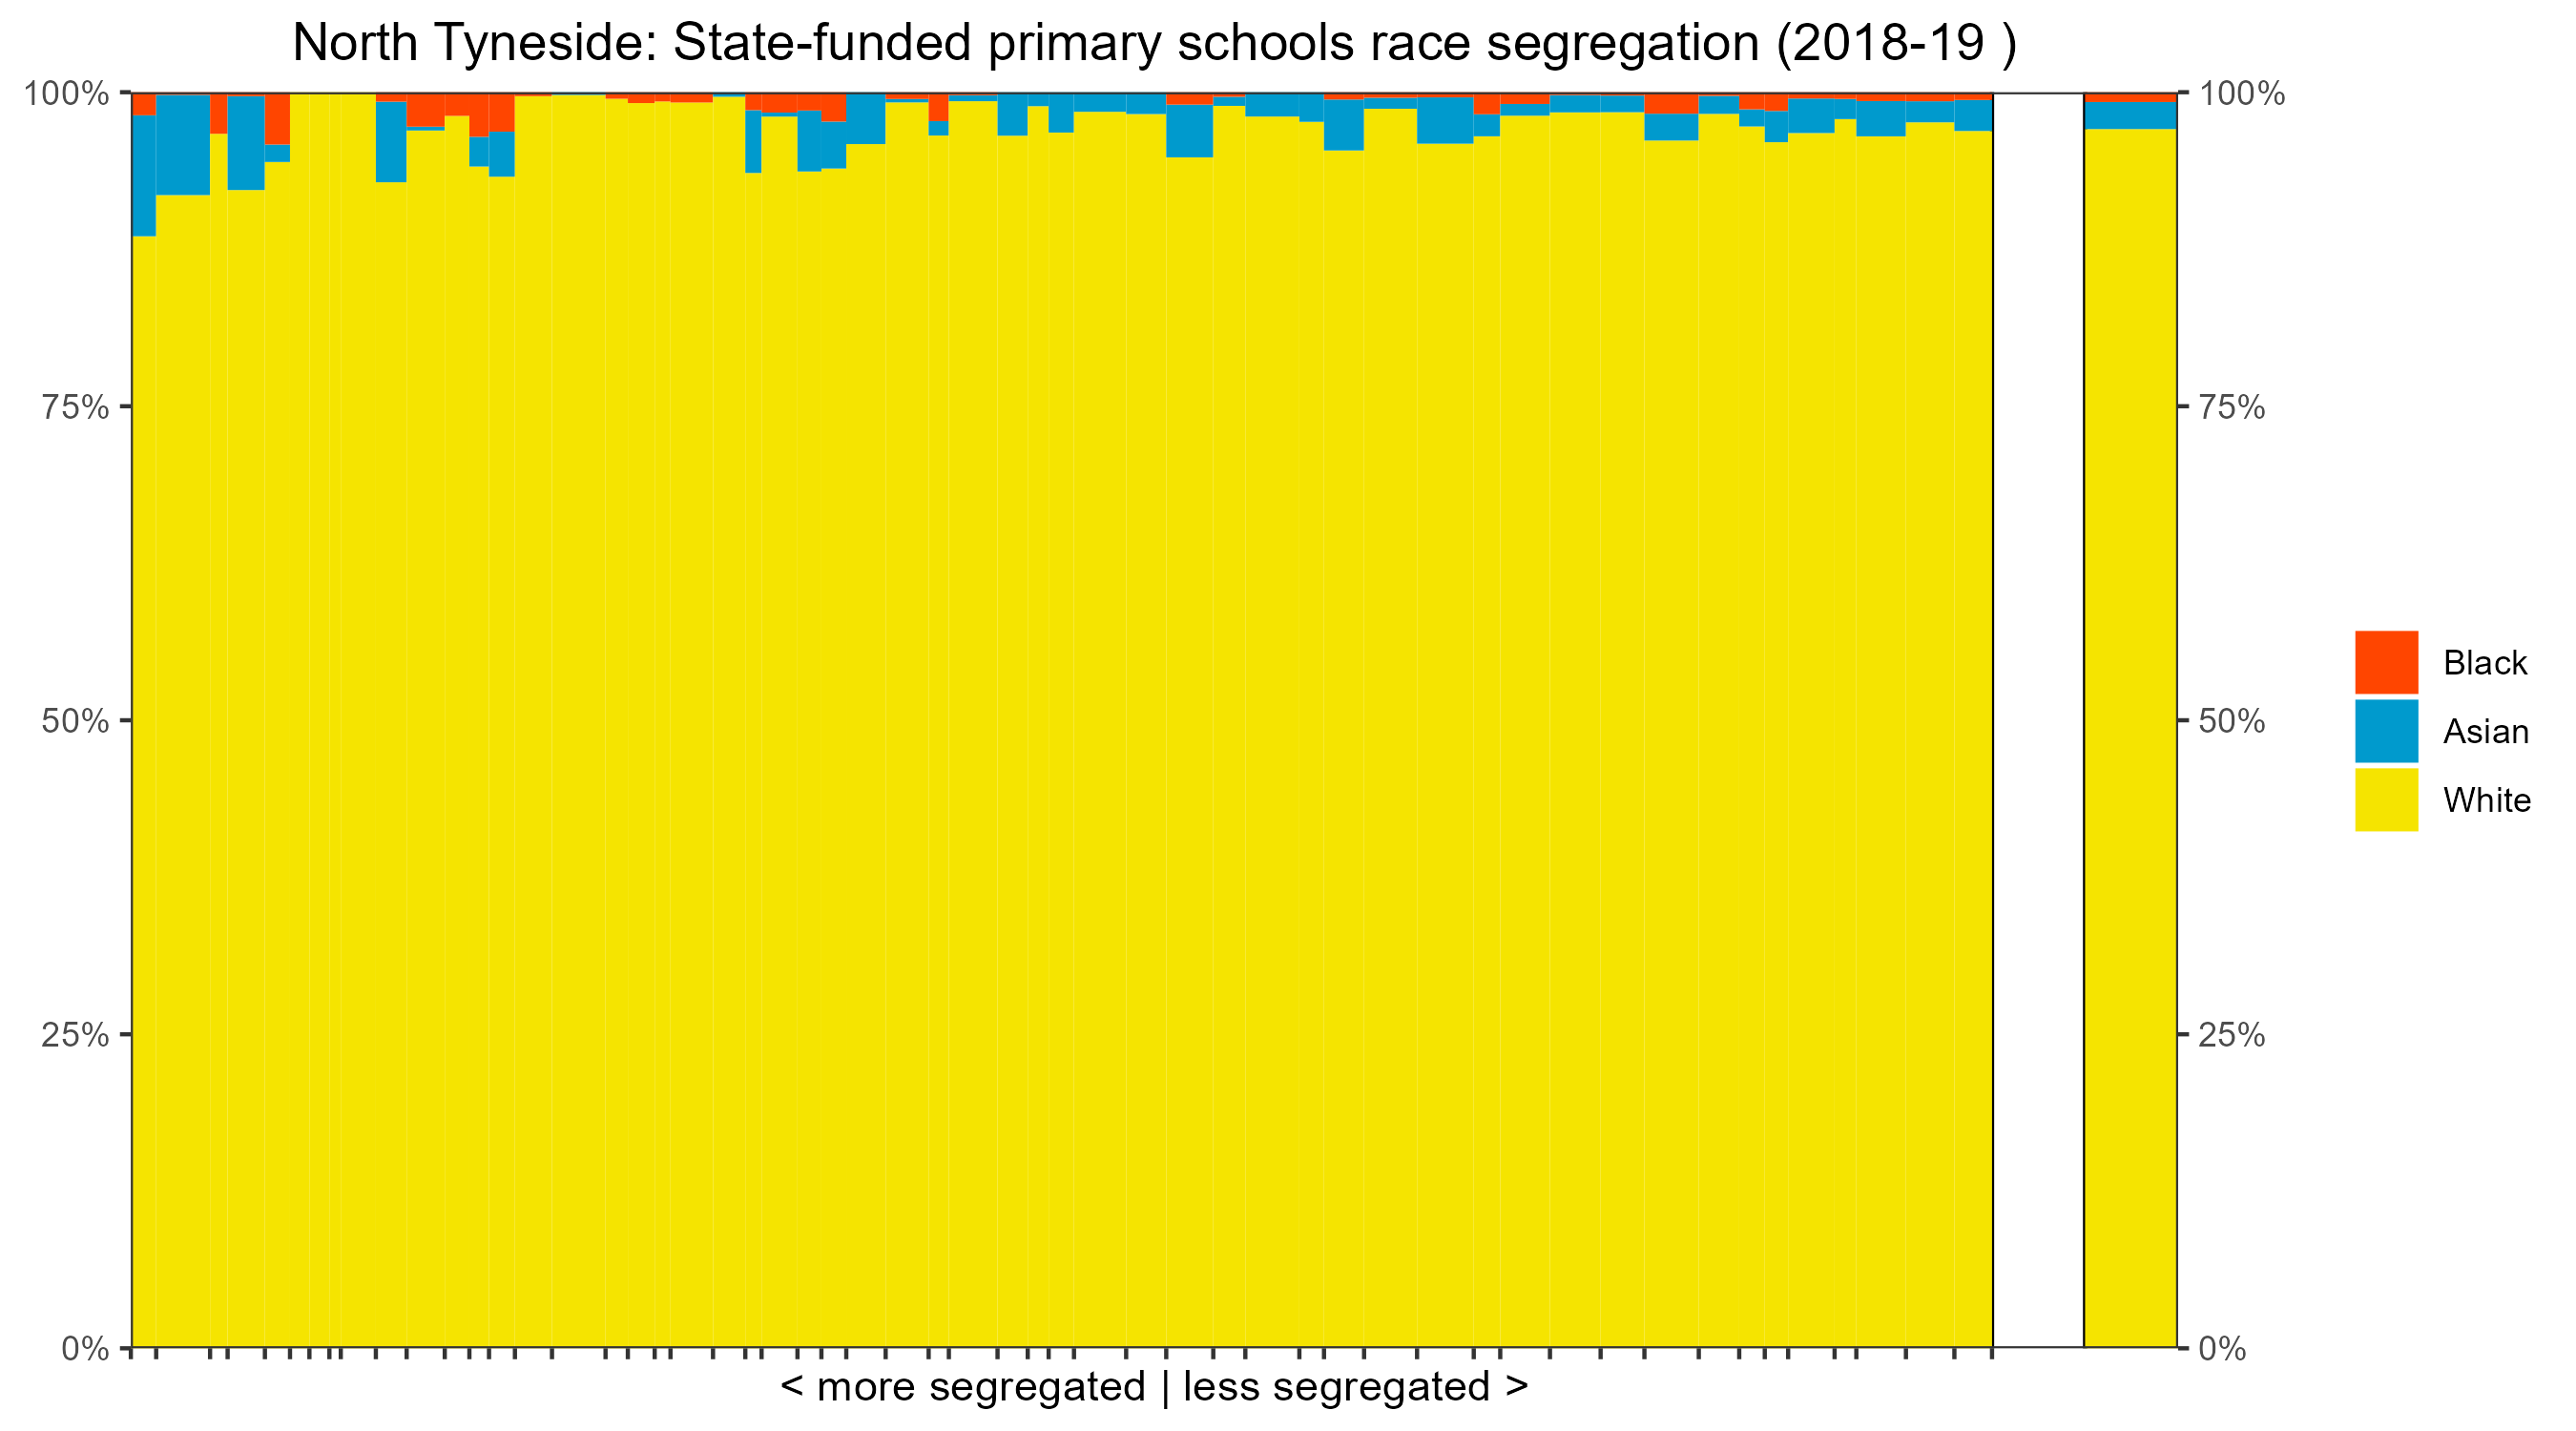 North Tyneside: State-funded primary schools race segregation (2018-19 )
100%
75%
50%
25%
0%
100%
75%
50%
25%
0%
Black
Asian
White
< more segregated | less segregated >